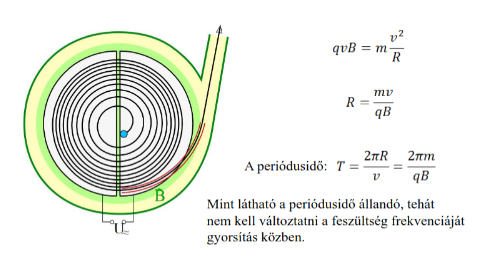 qvB = m v²/R
R = mv/qB
A periódusidő: T = 2πR/v = 2πm/qB
B
Mint látható a periódusidő állandó, tehát
nem kell változtatni a feszültség frekvenciáját
gyorsítás közben.
U≈